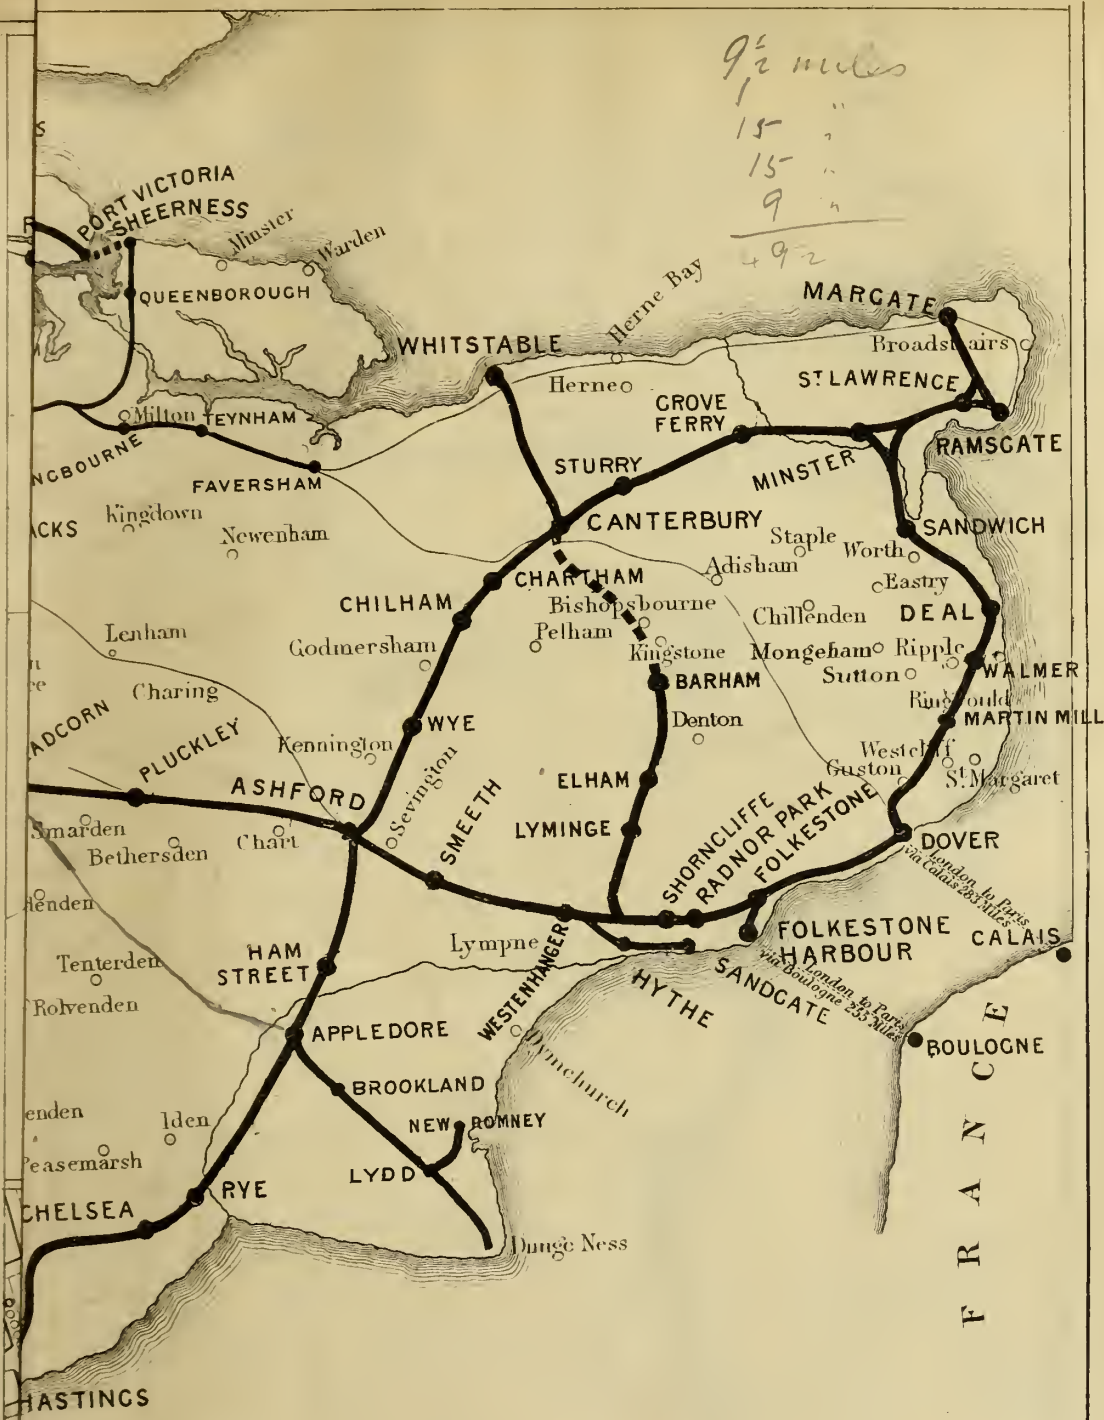 9½ miles
1 "
15 "
15 "
9 "
49½
S
PORT VICTORIA
SHEERNESS
Minster
Warden
QUEENBOROUGH
Herne Bay
MARGATE
Broadstairs
WHITSTABLE
Herne
ST LAWRENCE
GROVE
FERRY
RAMSGATE
Milton
TEYNHAM
NGBOURNE
FAVERSHAM
STURRY
MINSTER
ACKS
Kingdown
Newenham
CANTERBURY
SANDWICH
Staple
Worth
CHARTHAM
Adisham
Eastry
CHILHAM
Bishopsbourne
Chillenden
DEAL
Lenham
Godmersham
Pelham
Kingstone
Mongeham
Ripple
WALMER
Sutton
Charing
BARHAM
Ringwould
MARTIN MILL
ADCORN
PLUCKLEY
WYE
Denton
Kennington
Westcliff
Guston
St. Margaret
ASHFORD
Sevington
SMEETH
ELHAM
LYMINGE
SHORNCLIFFE
RADNOR PARK
FOLKESTONE
DOVER
Smarden
Bethersden
Chart
London to Paris
via Calais 283 Miles
denden
Lympne
WESTENHANGER
FOLKESTONE
HARBOUR
CALAIS
HAM
STREET
Tenterden
HYTHE
SANDGATE
London to Paris
via Boulogne 255 Miles
Rolvenden
APPLEDORE
Dymchurch
BOULOGNE
FRANCE
BROOKLAND
enden
Iden
NEW ROMNEY
Peasemarsh
LYDD
RYE
CHELSEA
Dunge Ness
HASTINGS